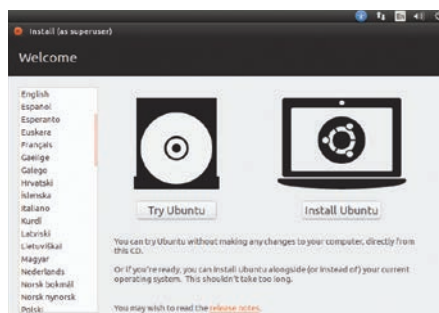 En
Install (as superuser)
Welcome
English
Español
Esperanto
Euskara
Français
Gaeilge
Galego
Hrvatski
Íslenska
Italiano
Kurdî
Latviski
Lietuviškai
Magyar
Nederlands
Norsk bokmål
Norsk nynorsk
Polski
Try Ubuntu
Install Ubuntu
You can try Ubuntu without making any changes to your computer, directly from
this CD.
Or if you're ready, you can install Ubuntu alongside (or instead of) your current
operating system. This shouldn't take too long.
You may wish to read the release notes.